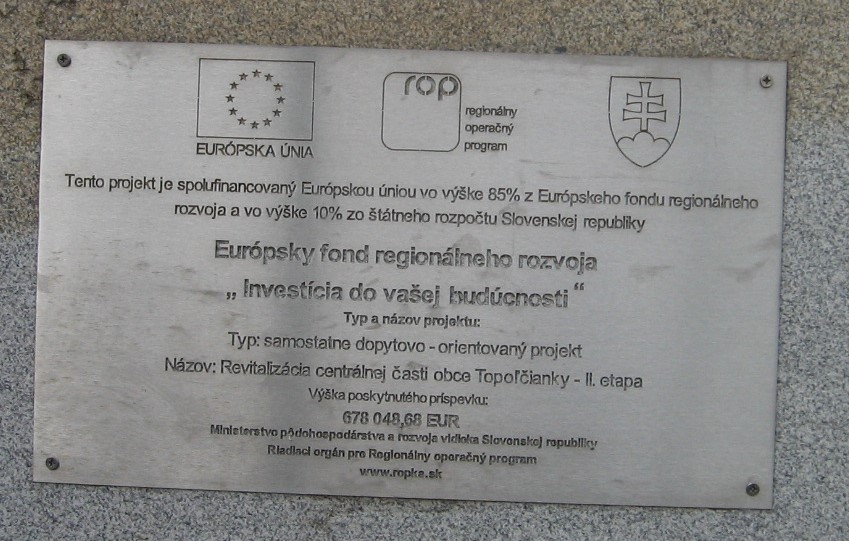 EURÓPSKA ÚNIA
rop
regionálny
operačný
program
Tento projekt je spolufinancovaný Európskou úniou vo výške 85% z Európskeho fondu regionálneho
rozvoja a vo výške 10% zo štátneho rozpočtu Slovenskej republiky
Európsky fond regionálneho rozvoja
„ Investícia do vašej budúcnosti “
Typ a názov projektu:
Typ: samostatne dopytovo - orientovaný projekt
Názov: Revitalizácia centrálnej časti obce Topoľčianky - II. etapa
Výška poskytnutého príspevku:
678 048,68 EUR
Ministerstvo pôdohospodárstva a rozvoja vidieka Slovenskej republiky
Riadiaci orgán pre Regionálny operačný program
www.ropka.sk